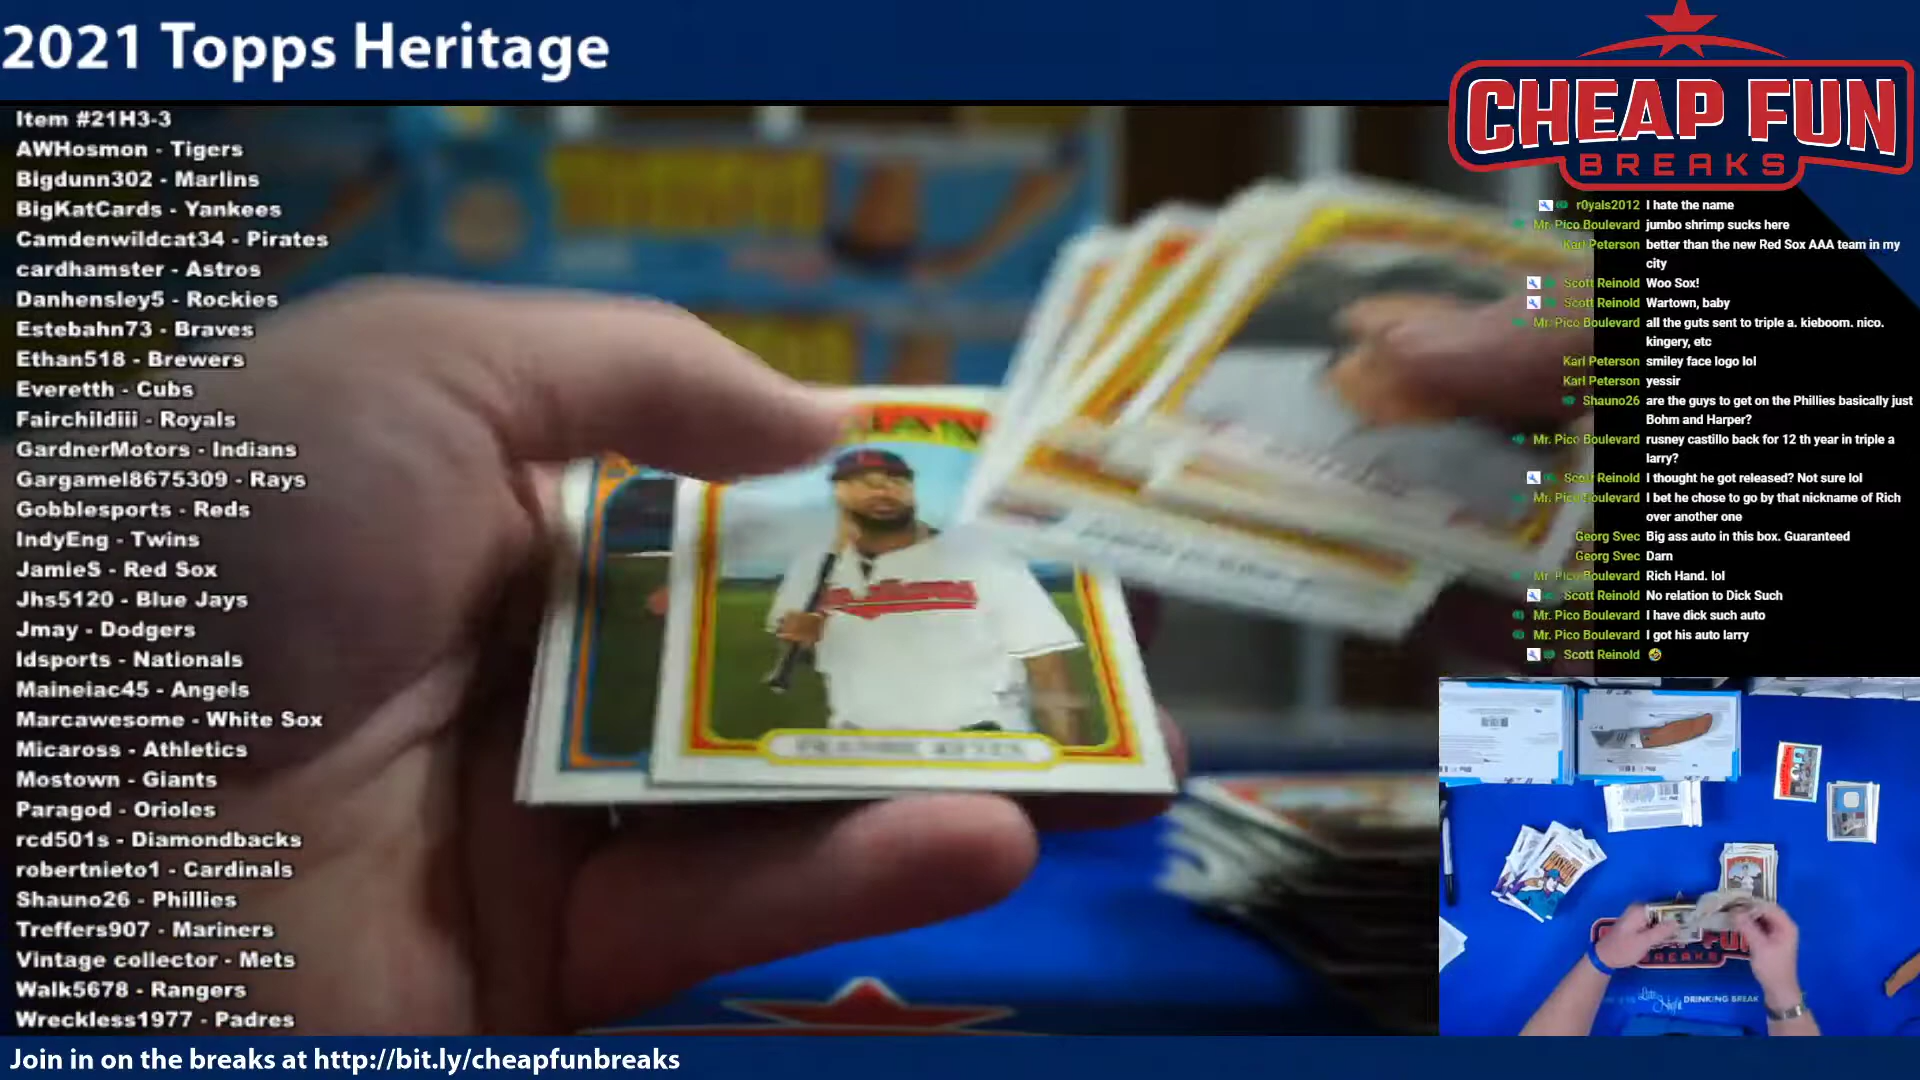 2021 Topps Heritage
CHEAP FUN
BREAKS
Item #21H3-3
AWHosmon - Tigers
Bigdunn302 - Marlins
BigKatCards - Yankees
Camdenwildcat34 - Pirates
cardhamster - Astros
Danhensley5 - Rockies
Estebahn73 - Braves
Ethan518 - Brewers
Everetth - Cubs
Fairchildiii - Royals
GardnerMotors - Indians
Gargamel8675309 - Rays
Gobblesports - Reds
IndyEng - Twins
JamieS - Red Sox
Jhs5120 - Blue Jays
Jmay - Dodgers
ldsports - Nationals
Maineiac45 - Angels
Marcawesome - White Sox
Micaross - Athletics
Mostown - Giants
Paragod - Orioles
rcd501s - Diamondbacks
robertnieto1 - Cardinals
Shauno26 - Phillies
Treffers907 - Mariners
Vintage collector - Mets
Walk5678 - Rangers
Wreckless1977 - Padres
r0yals2012 I hate the name
Mr. Pico Boulevard jumbo shrimp sucks here
Karl Peterson better than the new Red Sox AAA team in my
city
Scott Reinold Woo Sox!
Scott Reinold Wartown, baby
Mr. Pico Boulevard all the guts sent to triple a. kieboom. nico.
kingery, etc
Karl Peterson smiley face logo lol
Karl Peterson yessir
Shauno26 are the guys to get on the Phillies basically just
Bohm and Harper?
Mr. Pico Boulevard rusney castillo back for 12 th year in triple a
larry?
Scott Reinold I thought he got released? Not sure lol
Mr. Pico Boulevard I bet he chose to go by that nickname of Rich
over another one
Georg Svec Big ass auto in this box. Guaranteed
Georg Svec Darn
Mr. Pico Boulevard Rich Hand. lol
Scott Reinold No relation to Dick Such
Mr. Pico Boulevard I have dick such auto
Mr. Pico Boulevard I got his auto larry
Scott Reinold 🤣
FUN
BREAKS
Late Night DRINKING BREAK
Join in on the breaks at http://bit.ly/cheapfunbreaks